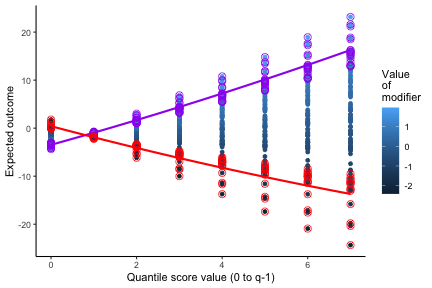 20
10
0
-10
-20
0
2
4
6
Expected outcome
Quantile score value (0 to q-1)
Value
of
modifier
1
0
-1
-2